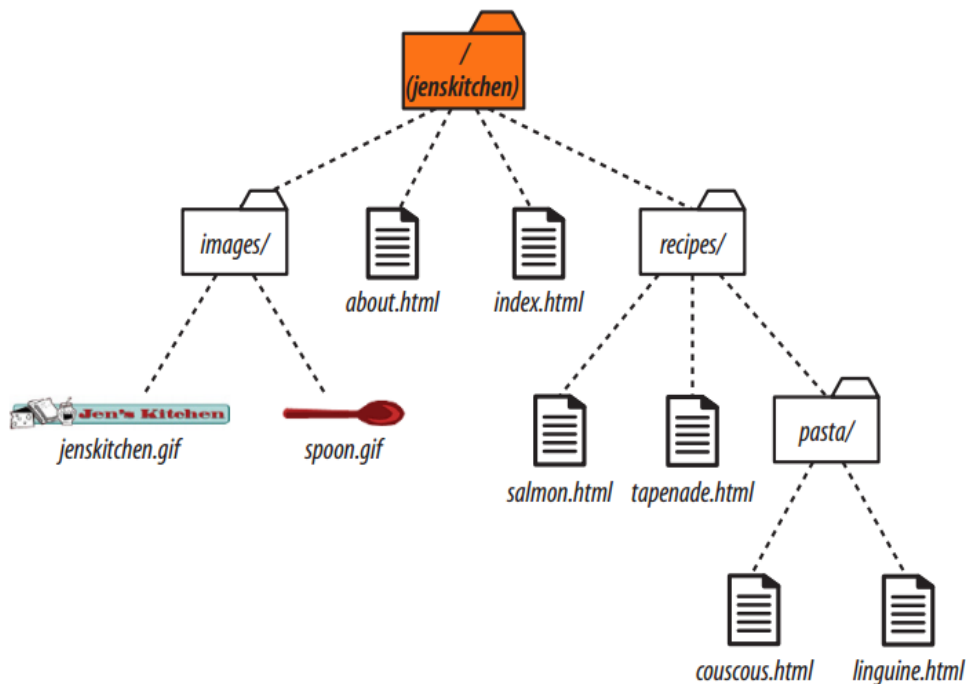 /
(jenskitchen)
images/
about.html
index.html
recipes/
Jen's Kitchen
jenskitchen.gif
spoon.gif
salmon.html
tapenade.html
pasta/
couscous.html
linguine.html